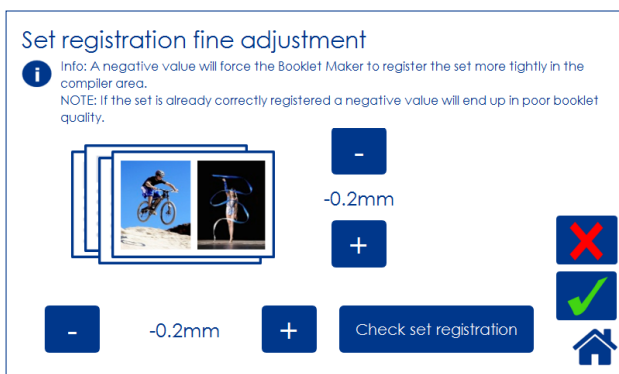 Set registration fine adjustment
i
Info: A negative value will force the Booklet Maker to register the set more tightly in the
compiler area.
NOTE: If the set is already correctly registered a negative value will end up in poor booklet
quality.
-
-0.2mm
+
- -0.2mm + Check set registration